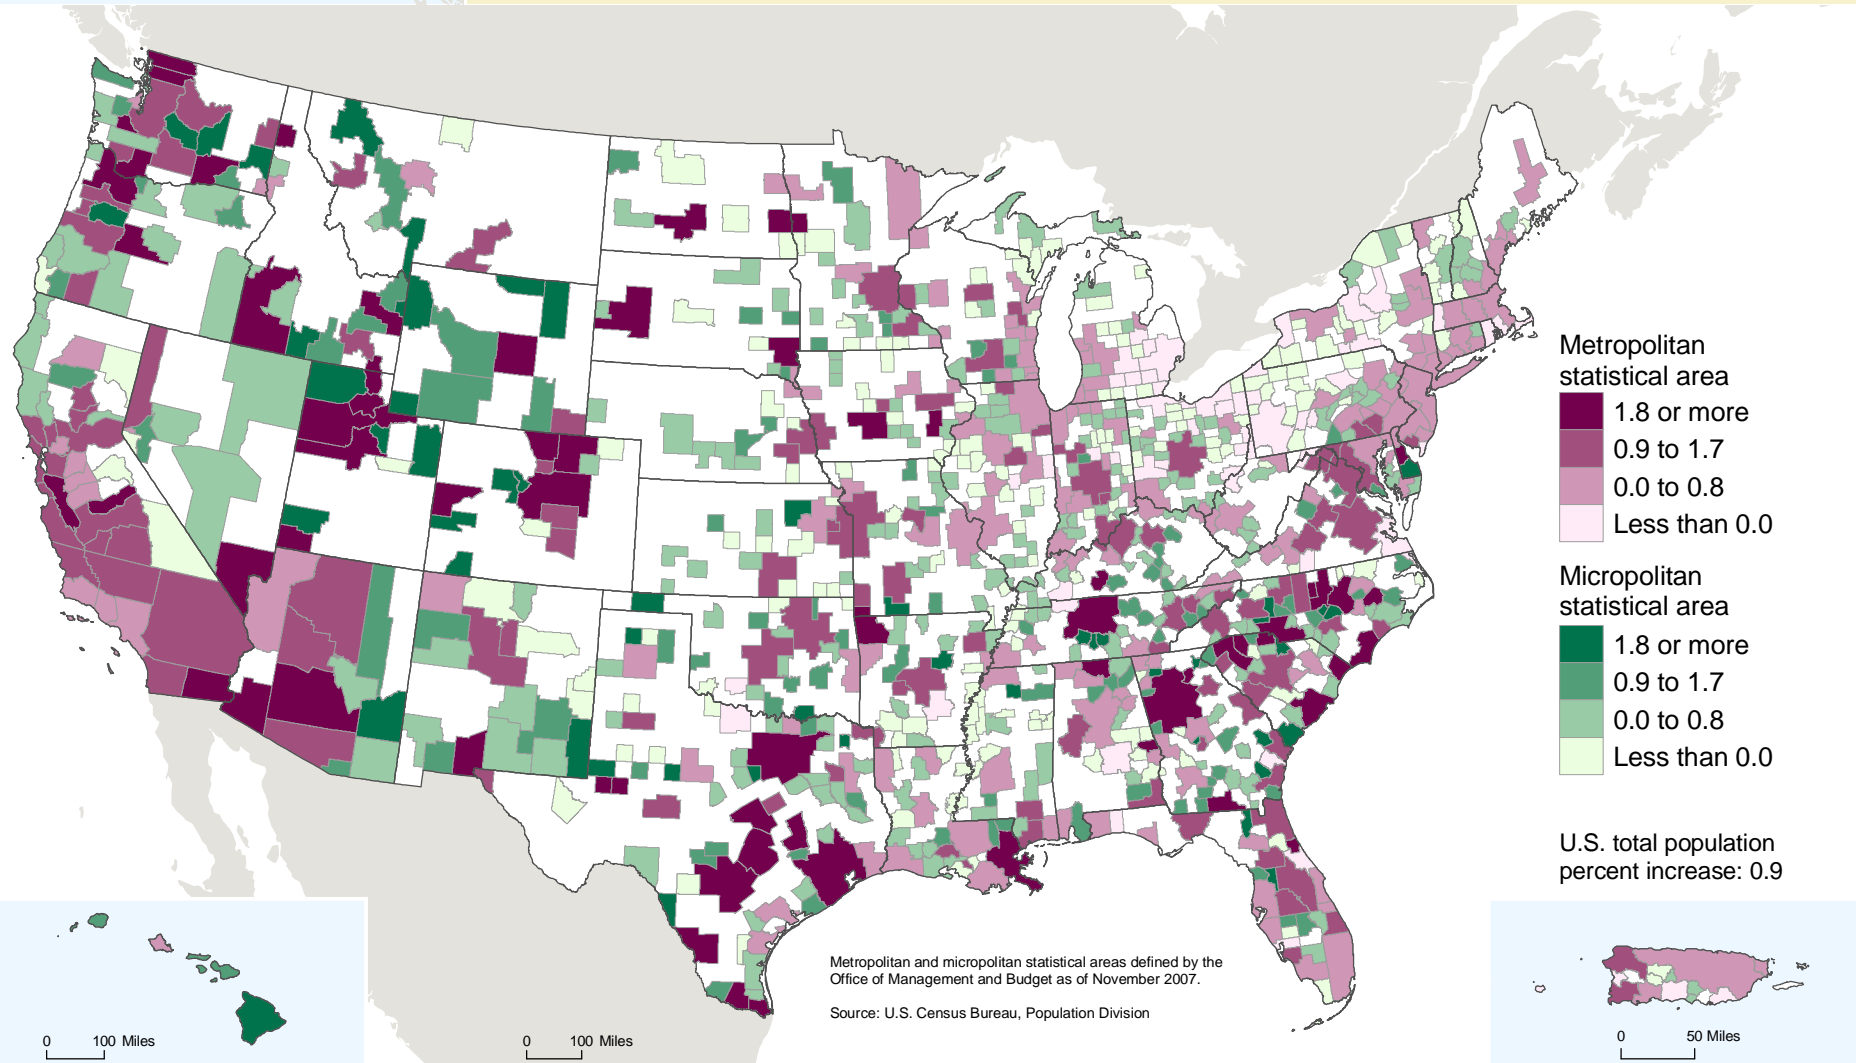 Metropolitan
statistical area
1.8 or more
0.9 to 1.7
0.0 to 0.8
Less than 0.0
Micropolitan
statistical area
1.8 or more
0.9 to 1.7
0.0 to 0.8
Less than 0.0
U.S. total population
percent increase: 0.9
Metropolitan and micropolitan statistical areas defined by the
Office of Management and Budget as of November 2007.
Source: U.S. Census Bureau, Population Division
0 100 Miles
0 100 Miles
0 50 Miles